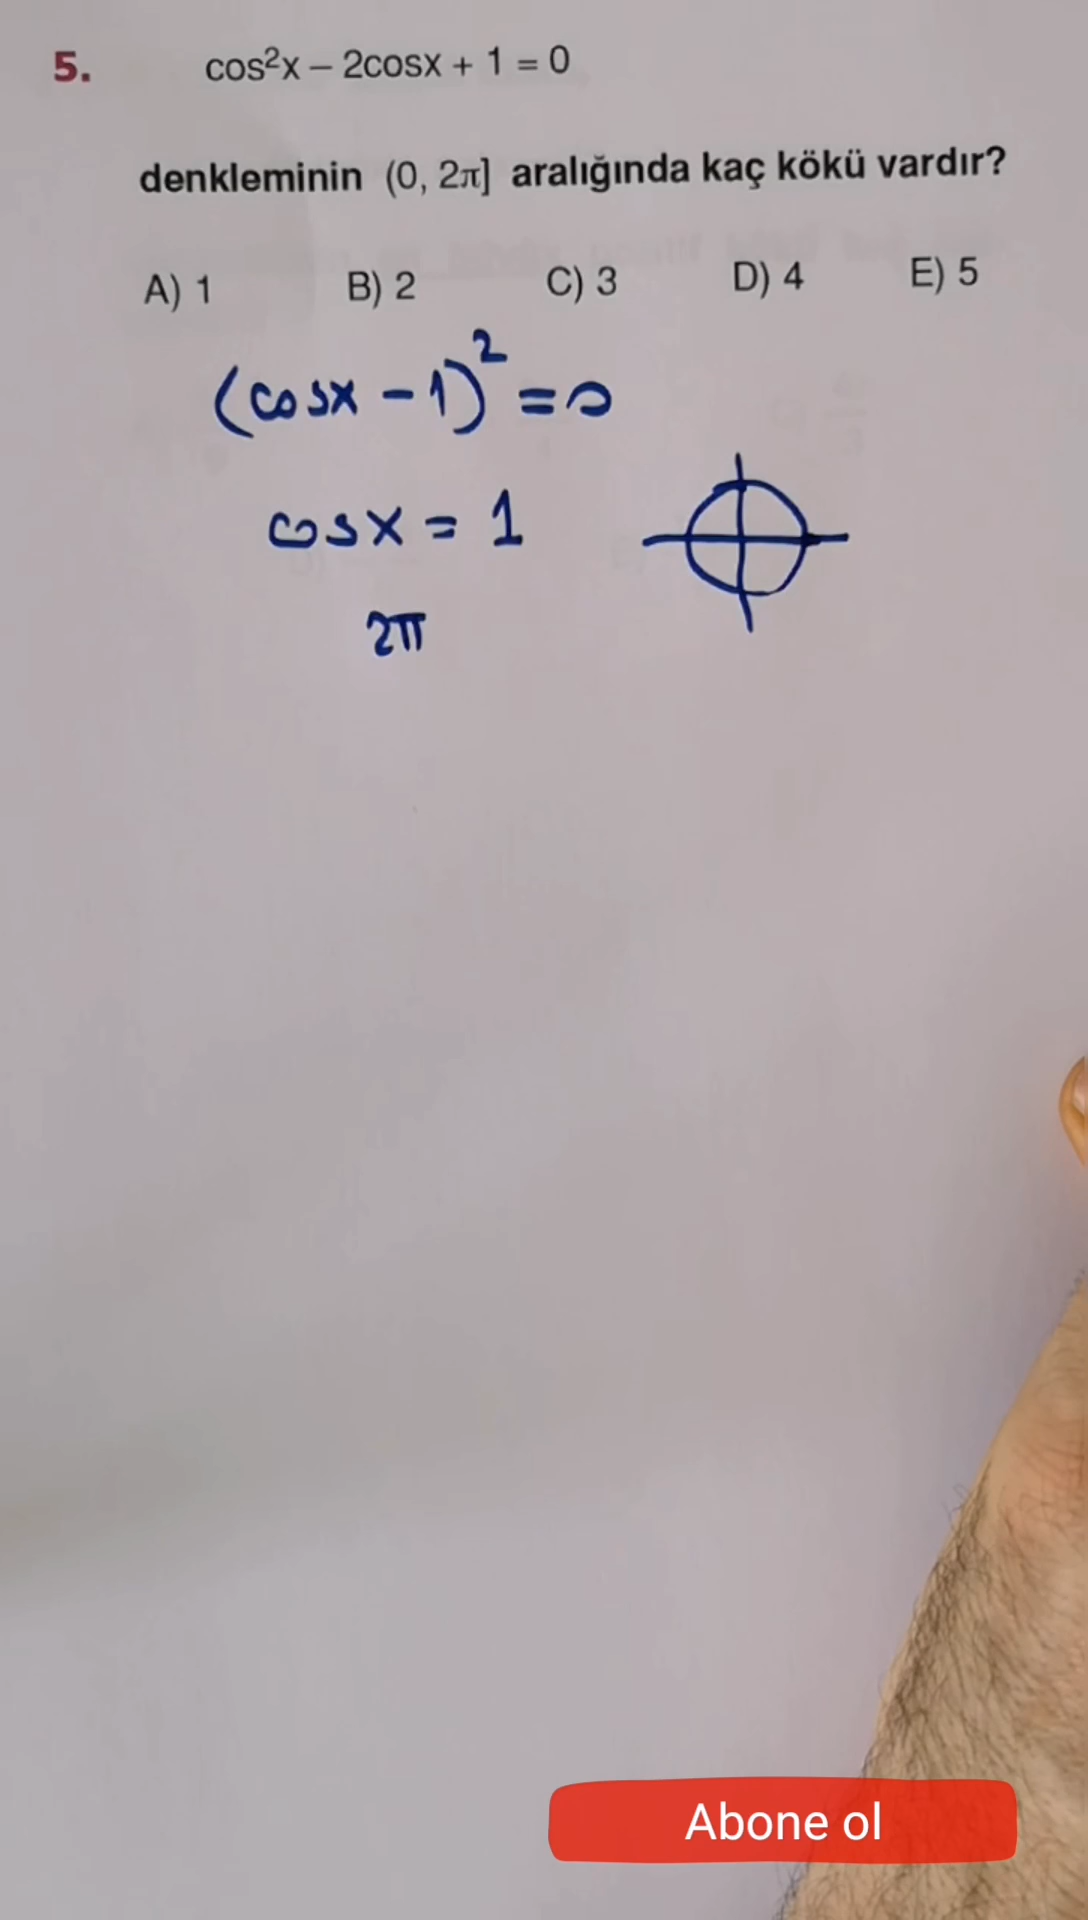 5. cos²x – 2cosx + 1 = 0
denkleminin (0, 2π] aralığında kaç kökü vardır?
A) 1 B) 2 C) 3 D) 4 E) 5
(cosx - 1)² = 0
cosx = 1
2π
Abone ol